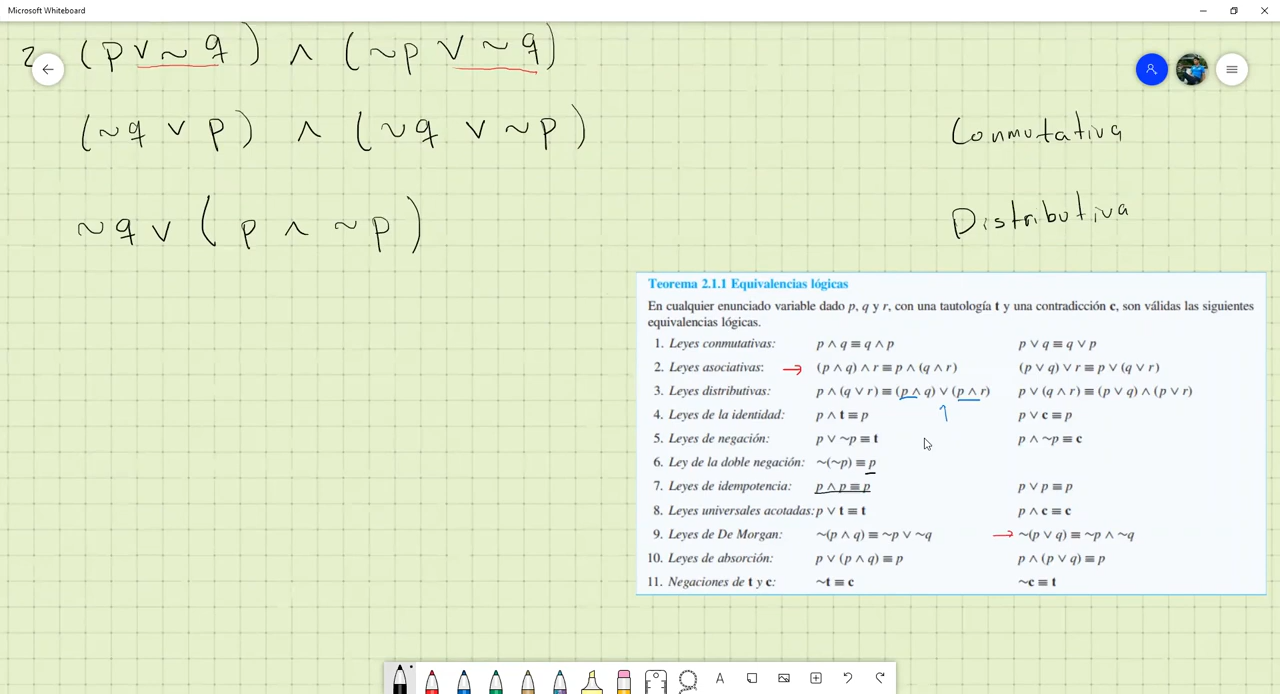 Microsoft Whiteboard
2 (p ∨ ~q) ∧ (~p ∨ ~q)
(~q ∨ p) ∧ (~q ∨ ~p) Conmutativa
~q ∨ (p ∧ ~p) Distributiva
Teorema 2.1.1 Equivalencias lógicas
En cualquier enunciado variable dado p, q y r, con una tautología t y una contradicción c, son válidas las siguientes
equivalencias lógicas.
1. Leyes conmutativas: p ∧ q ≡ q ∧ p p ∨ q ≡ q ∨ p
2. Leyes asociativas: → (p ∧ q) ∧ r ≡ p ∧ (q ∧ r) (p ∨ q) ∨ r ≡ p ∨ (q ∨ r)
3. Leyes distributivas: p ∧ (q ∨ r) ≡ (p ∧ q) ∨ (p ∧ r) p ∨ (q ∧ r) ≡ (p ∨ q) ∧ (p ∨ r)
4. Leyes de la identidad: p ∧ t ≡ p p ∨ c ≡ p
5. Leyes de negación: p ∨ ~p ≡ t p ∧ ~p ≡ c
6. Ley de la doble negación: ~(~p) ≡ p
7. Leyes de idempotencia: p ∧ p ≡ p p ∨ p ≡ p
8. Leyes universales acotadas: p ∨ t ≡ t p ∧ c ≡ c
9. Leyes de De Morgan: ~(p ∧ q) ≡ ~p ∨ ~q → ~(p ∨ q) ≡ ~p ∧ ~q
10. Leyes de absorción: p ∨ (p ∧ q) ≡ p p ∧ (p ∨ q) ≡ p
11. Negaciones de t y c: ~t ≡ c ~c ≡ t
A